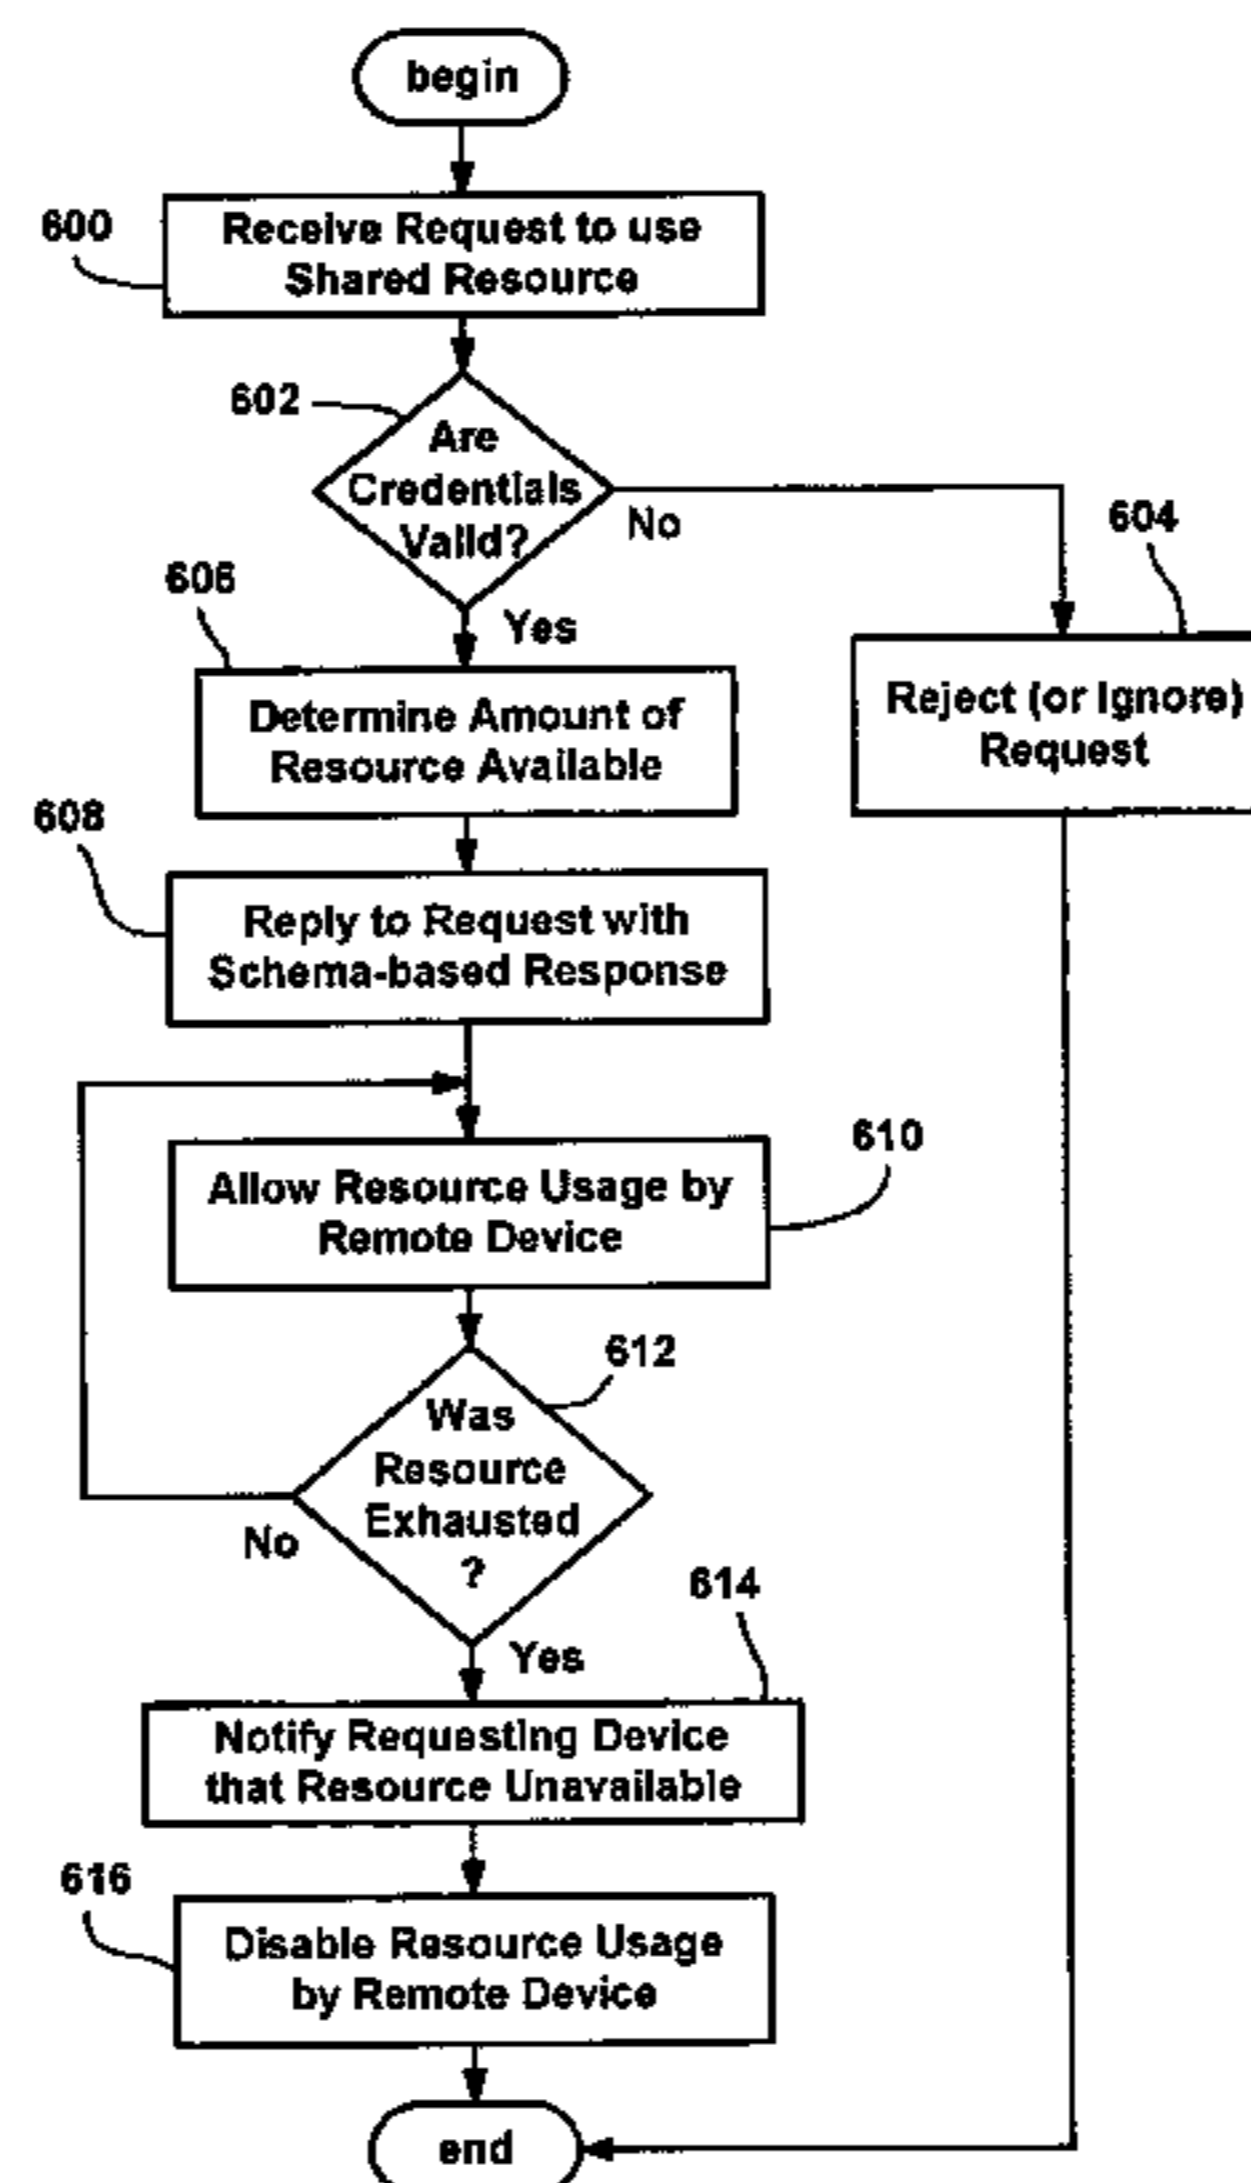 begin
600
Receive Request to use
Shared Resource
602
Are
Credentials
Valid?
No
604
606
Yes
Reject (or Ignore)
Request
Determine Amount of
Resource Available
608
Reply to Request with
Schema-based Response
610
Allow Resource Usage by
Remote Device
612
Was
Resource
Exhausted
?
No
614
Yes
Notify Requesting Device
that Resource Unavailable
616
Disable Resource Usage
by Remote Device
end